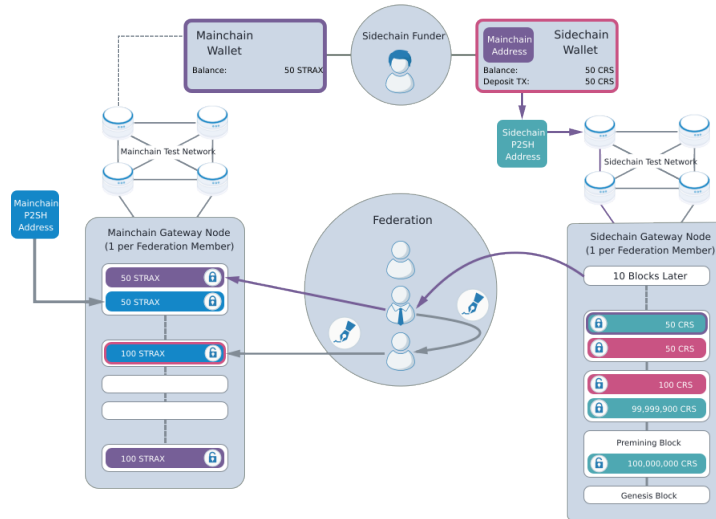 Mainchain
Wallet
Balance: 50 STRAX
Sidechain Funder
Mainchain
Address
Sidechain
Wallet
Balance: 50 CRS
Deposit TX: 50 CRS
Sidechain
P2SH
Address
Mainchain Test Network
Sidechain Test Network
Mainchain
P2SH
Address
Mainchain Gateway Node
(1 per Federation Member)
50 STRAX
50 STRAX
100 STRAX
100 STRAX
Federation
Sidechain Gateway Node
(1 per Federation Member)
10 Blocks Later
50 CRS
50 CRS
100 CRS
99,999,900 CRS
Premining Block
100,000,000 CRS
Genesis Block